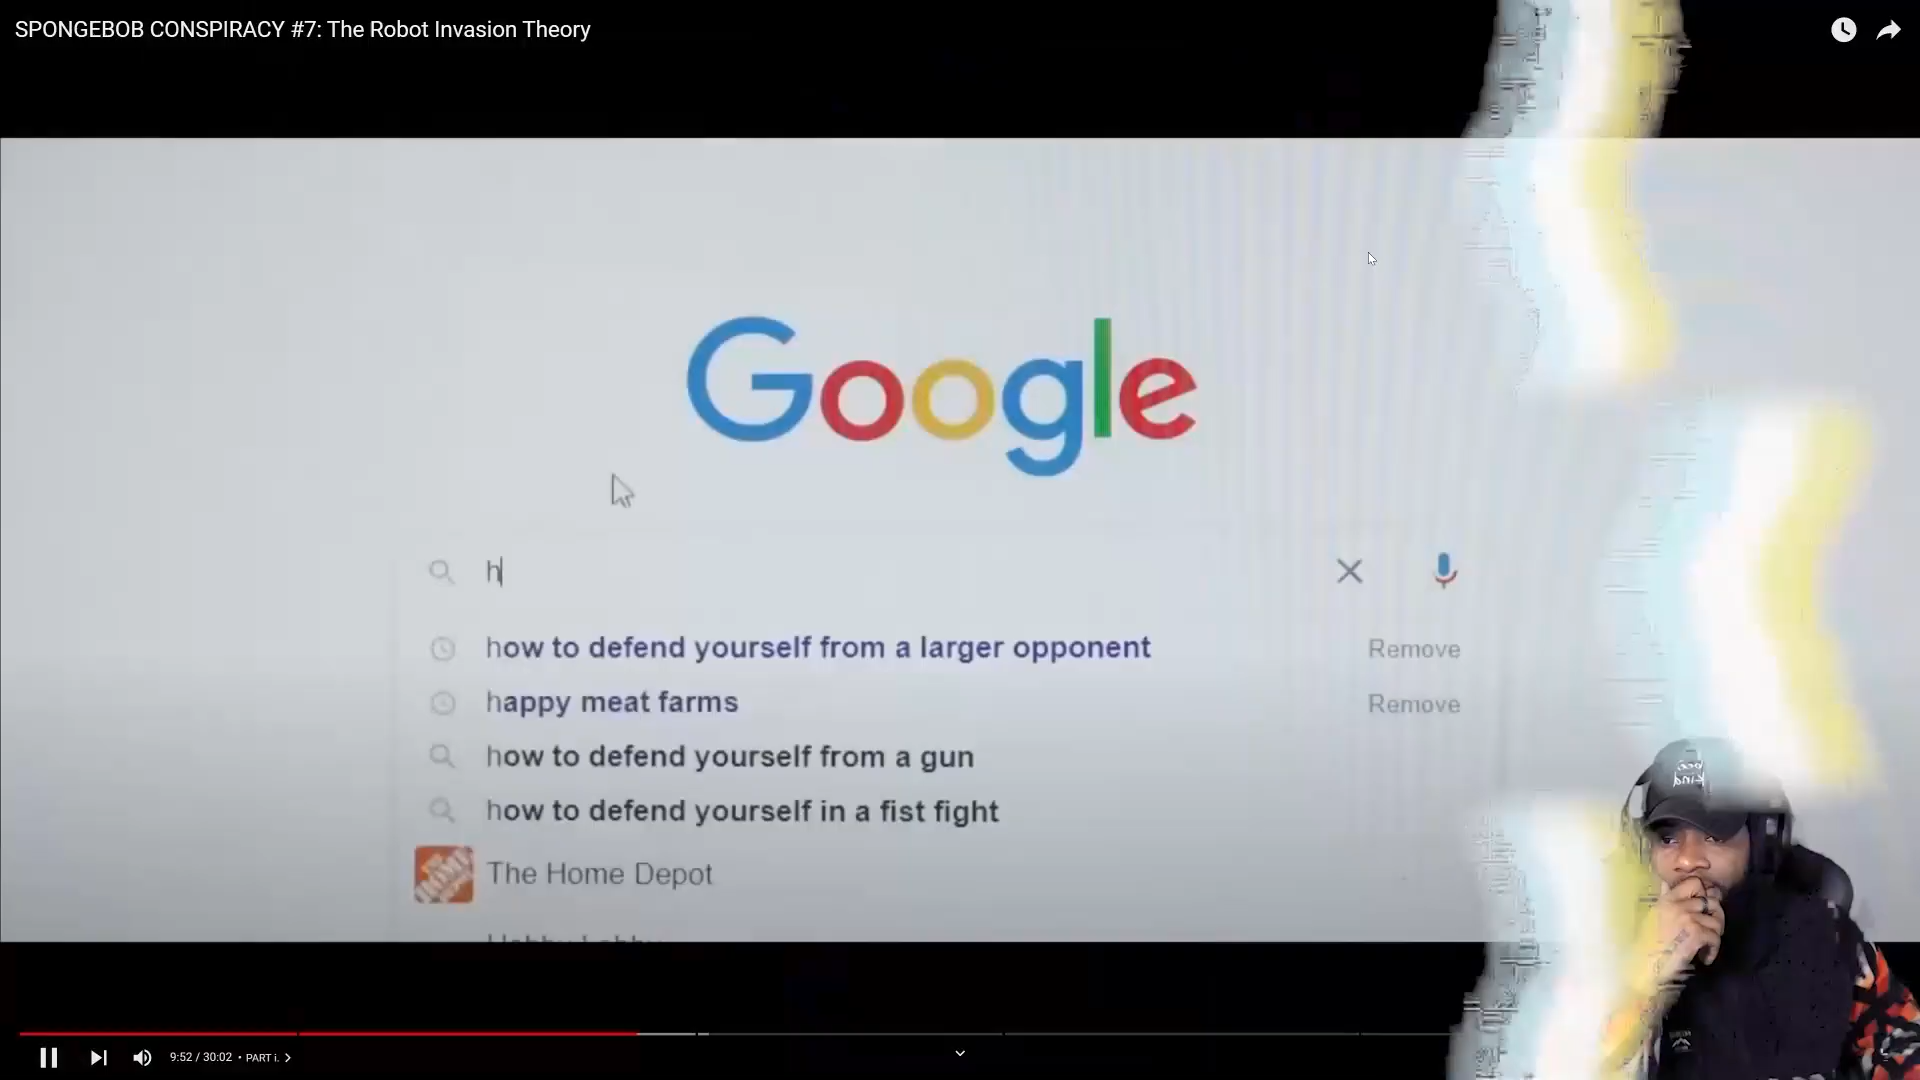 SPONGEBOB CONSPIRACY #7: The Robot Invasion Theory
Google
h
how to defend yourself from a larger opponent
Remove
happy meat farms
Remove
how to defend yourself from a gun
how to defend yourself in a fist fight
The Home Depot
9:52 / 30:02 • PART i.